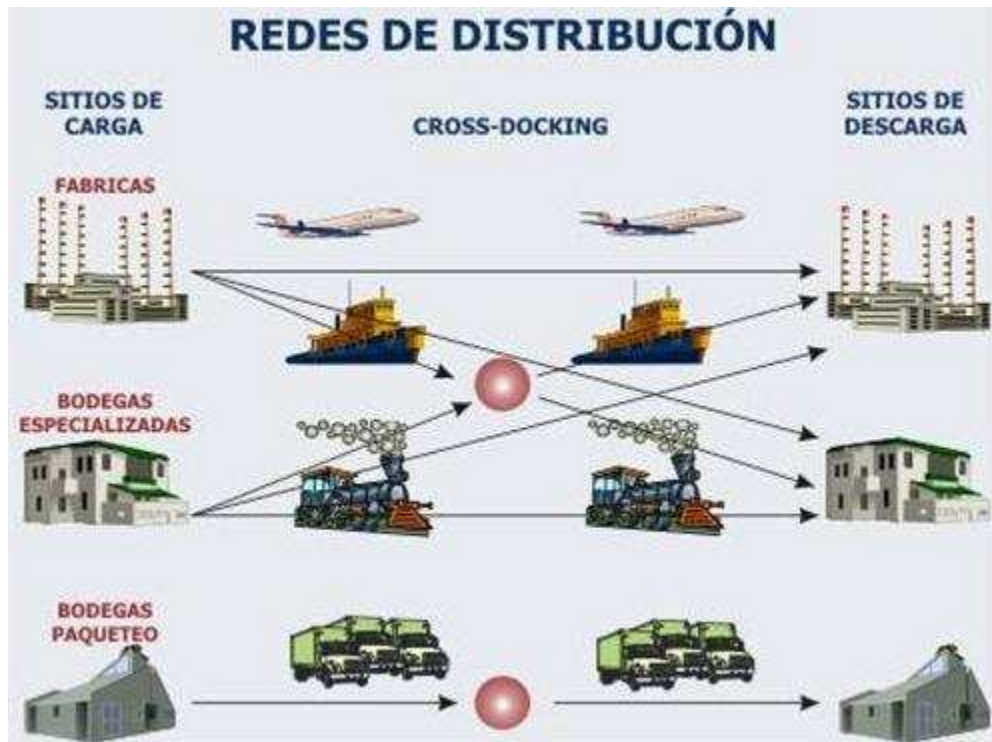 REDES DE DISTRIBUCIÓN
SITIOS DE
CARGA
CROSS-DOCKING
SITIOS DE
DESCARGA
FABRICAS
BODEGAS
ESPECIALIZADAS
BODEGAS
PAQUETEO